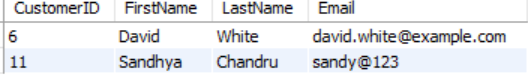 CustomerID FirstName LastName Email
6 David White david.white@example.com
11 Sandhya Chandru sandy@123